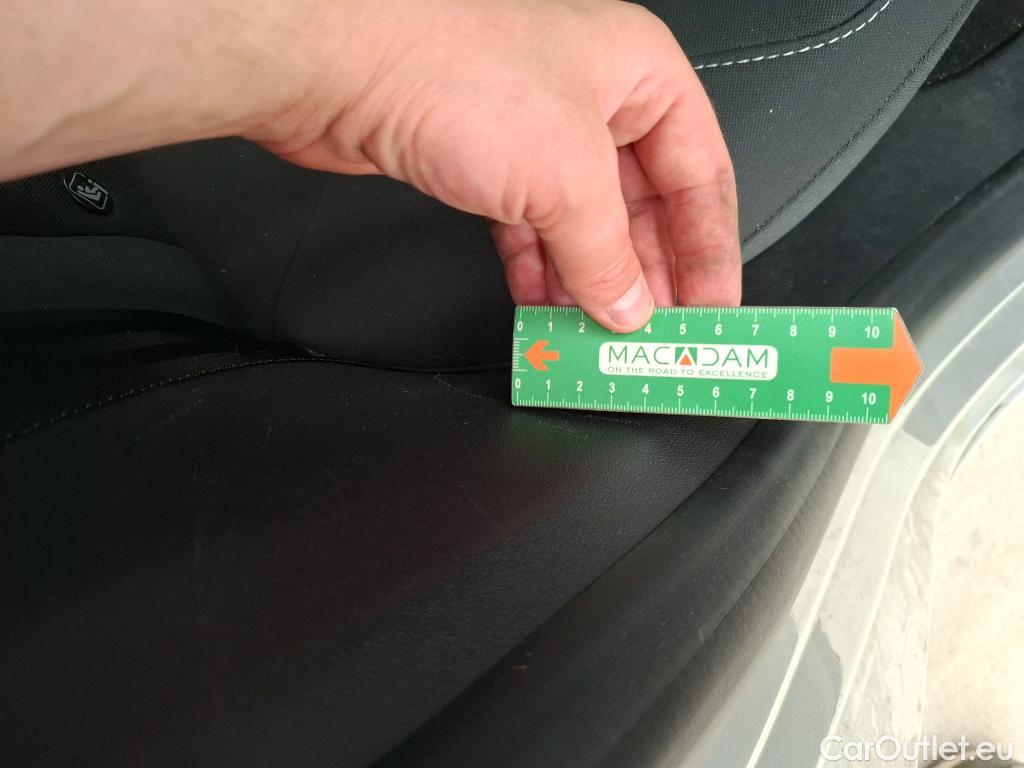 0 1 2 4 5 6 7 8 9 10
MACADAM
ON THE ROAD TO EXCELLENCE
0 1 2 3 4 5 6 7 8 9 10
CarOutlet.eu